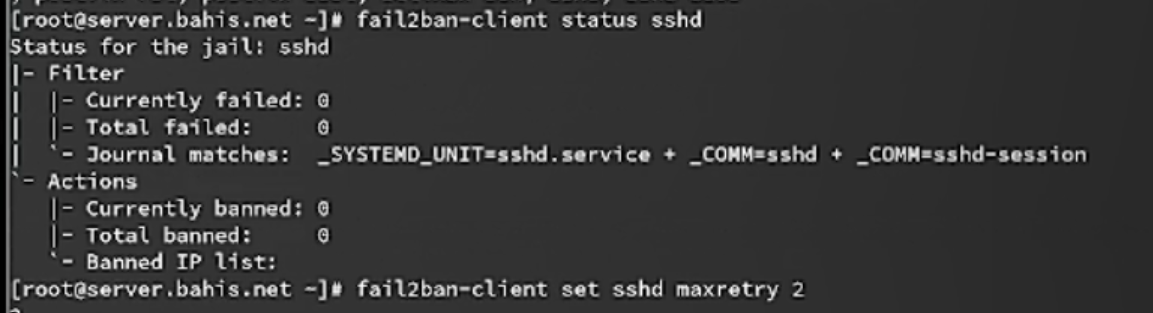 [root@server.bahis.net ~]# fail2ban-client status sshd
Status for the jail: sshd
|- Filter
|  |- Currently failed: 0
|  |- Total failed:     0
|  `- Journal matches:  _SYSTEMD_UNIT=sshd.service + _COMM=sshd + _COMM=sshd-session
`- Actions
   |- Currently banned: 0
   |- Total banned:     0
   `- Banned IP list:
[root@server.bahis.net ~]# fail2ban-client set sshd maxretry 2